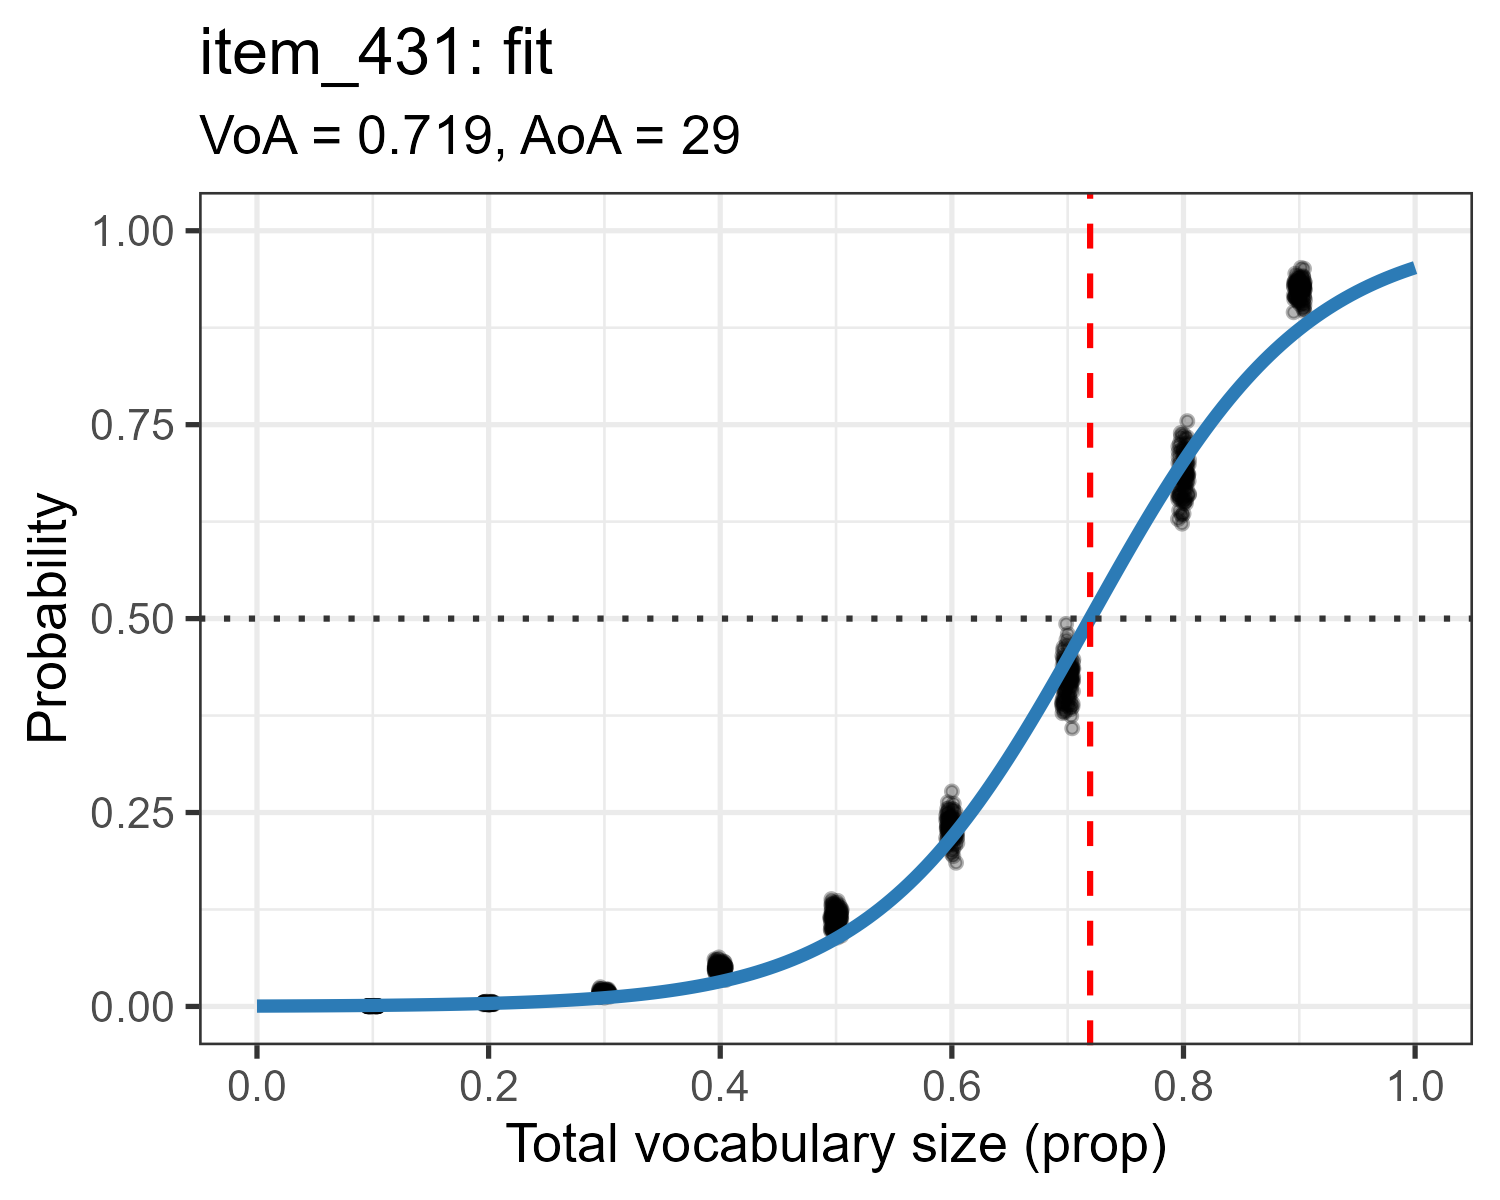 item_431: fit
VoA = 0.719, AoA = 29
1.00
0.75
0.50
0.25
0.00
Probability
0.0 0.2 0.4 0.6 0.8 1.0
Total vocabulary size (prop)